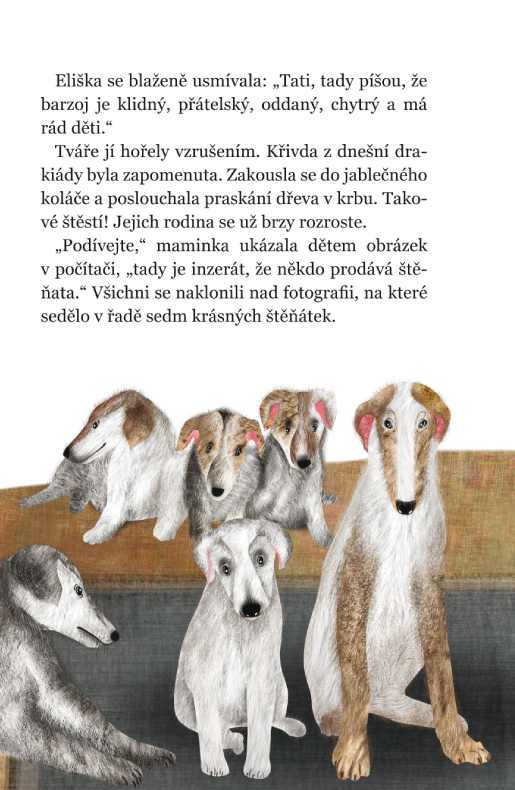 Eliška se blaženě usmívala: „Tati, tady píšou, že
barzoj je klidný, přátelský, oddaný, chytrý a má
rád děti.“
Tváře jí hořely vzrušením. Křivda z dnešní dra-
kiády byla zapomenuta. Zakousla se do jablečného
koláče a poslouchala praskání dřeva v krbu. Tako-
vé štěstí! Jejich rodina se už brzy rozroste.
„Podívejte,“ maminka ukázala dětem obrázek
v počítači, „tady je inzerát, že někdo prodává ště-
ňata.“ Všichni se naklonili nad fotografii, na které
sedělo v řadě sedm krásných štěňátek.